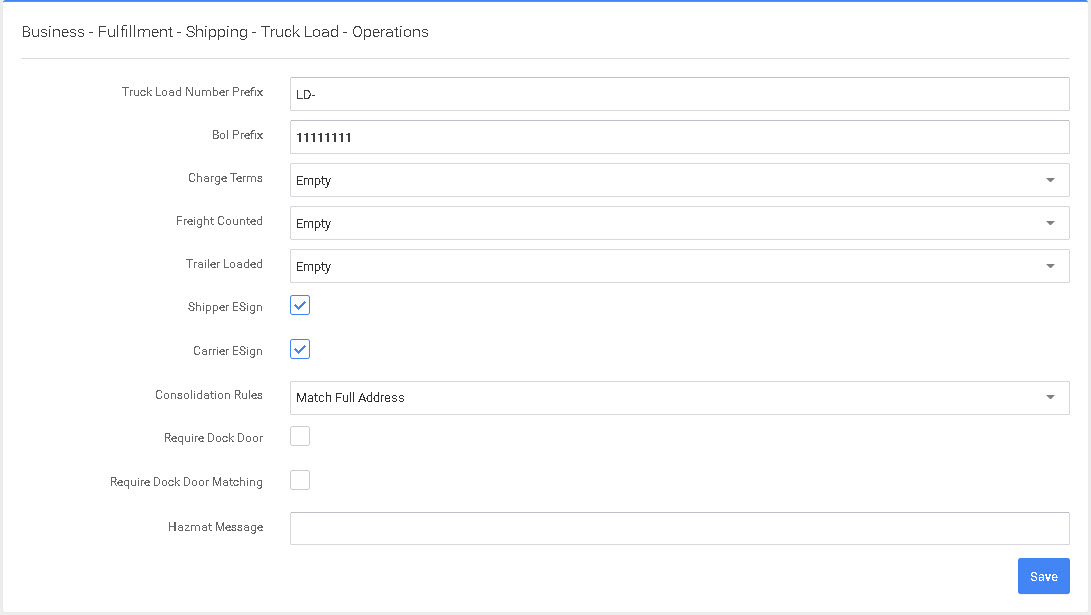 Business - Fulfillment - Shipping - Truck Load - Operations
Truck Load Number Prefix LD-
Bol Prefix 11111111
Charge Terms Empty
Freight Counted Empty
Trailer Loaded Empty
Shipper ESign
Carrier ESign
Consolidation Rules Match Full Address
Require Dock Door
Require Dock Door Matching
Hazmat Message
Save